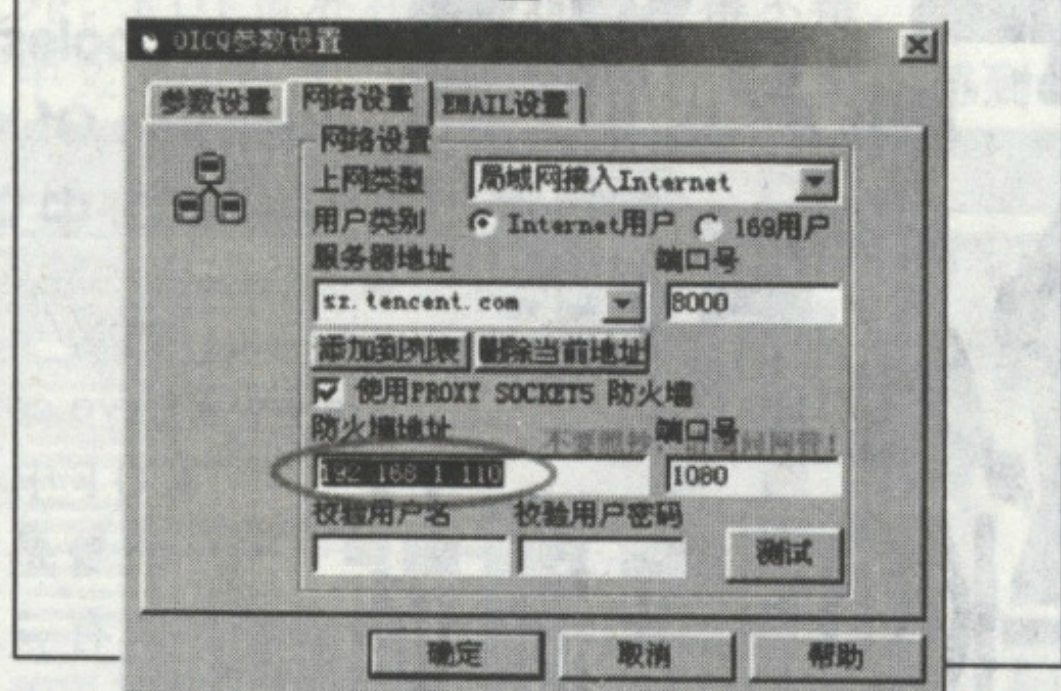 OICQ参数设置
参数设置 网络设置 EMAIL设置
网络设置
上网类型 局域网接入Internet
用户类别 Internet用户 169用户
服务器地址 端口号
sz.tencent.com 8000
添加到列表 删除当前地址
使用PROXY SOCKET5 防火墙
防火墙地址 端口号
不要照抄,
网管!
192 168 1 110 1080
校验用户名 校验用户密码
测试
确定 取消 帮助